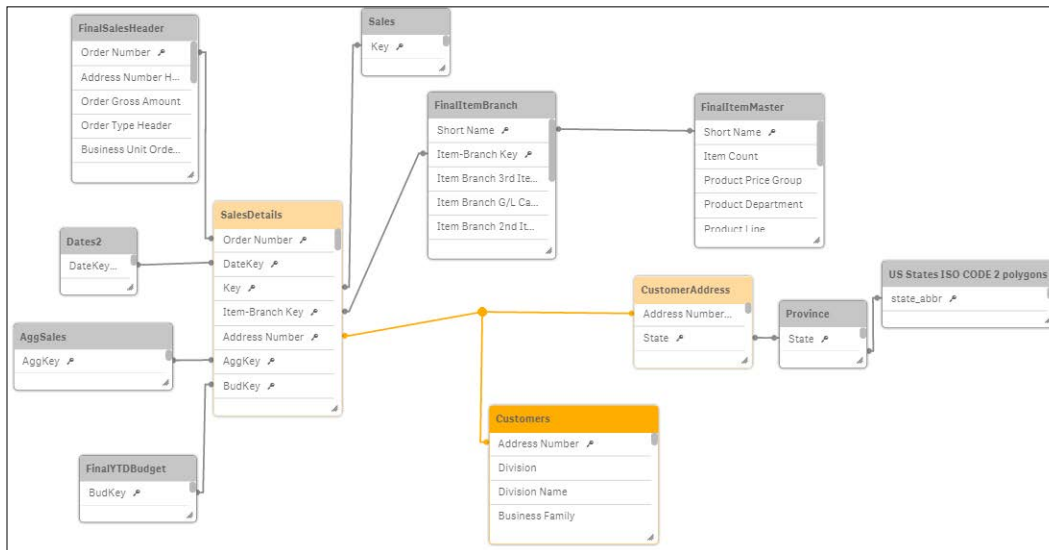 FinalSalesHeader
Order Number
Address Number H...
Order Gross Amount
Order Type Header
Business Unit Orde...
Sales
Key
FinalItemBranch
Short Name
Item-Branch Key
Item Branch 3rd Ite...
Item Branch G/L Ca...
Item Branch 2nd It...
FinalItemMaster
Short Name
Item Count
Product Price Group
Product Department
Product Line
Dates2
DateKey...
SalesDetails
Order Number
DateKey
Key
Item-Branch Key
Address Number
AggKey
BudKey
AggSales
AggKey
FinalYTDBudget
BudKey
CustomerAddress
Address Number...
State
Province
State
US States ISO CODE 2 polygons
state_abbr
Customers
Address Number
Division
Division Name
Business Family